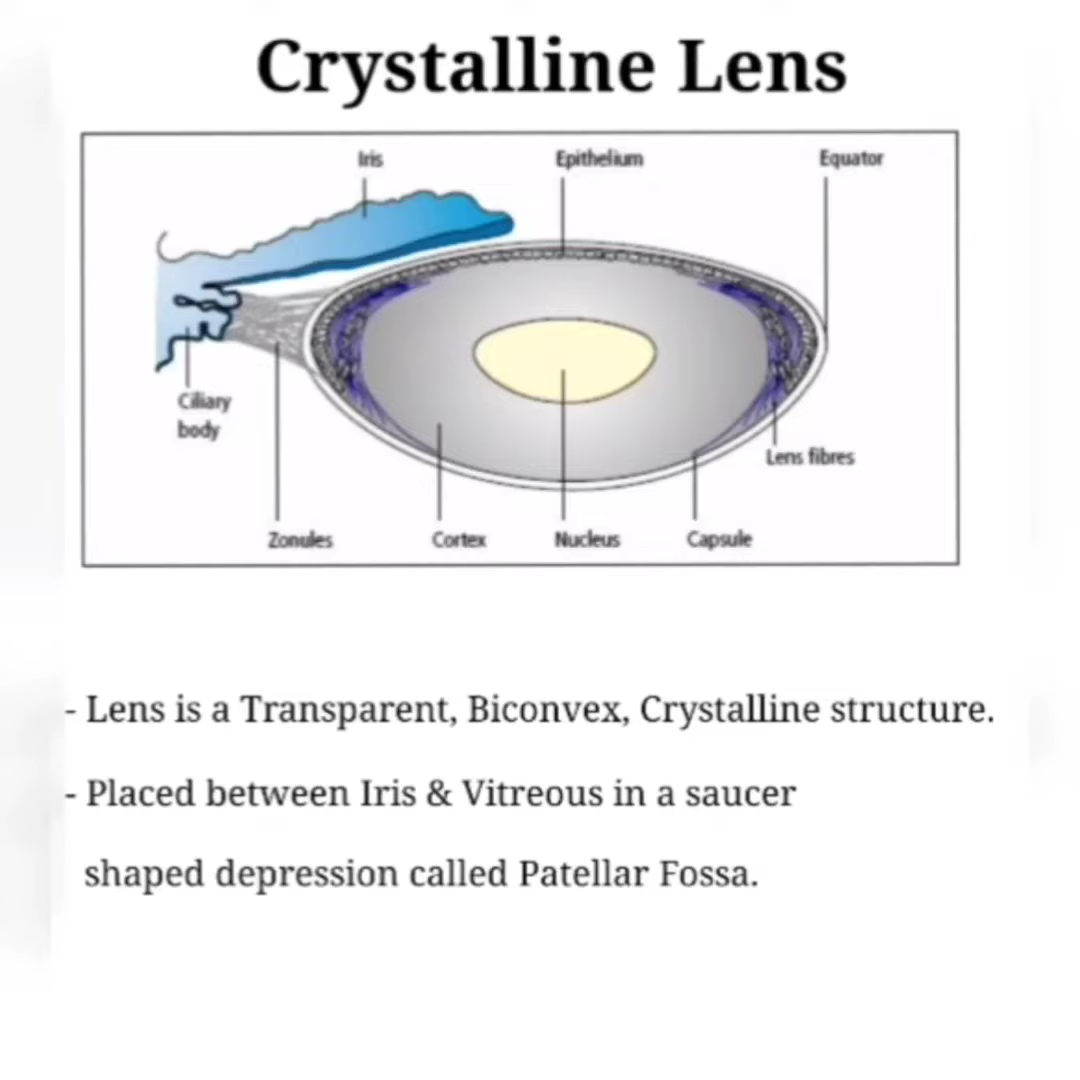 Crystalline Lens
Iris
Epithelium
Equator
Ciliary
body
Lens fibres
Zonules
Cortex
Nucleus
Capsule
- Lens is a Transparent, Biconvex, Crystalline structure.
- Placed between Iris & Vitreous in a saucer
shaped depression called Patellar Fossa.